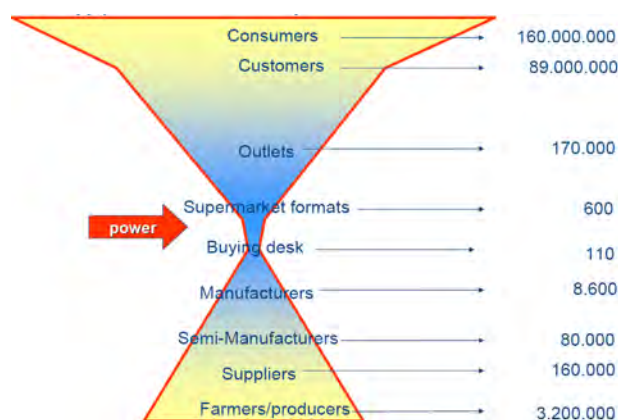 Consumers 160.000.000
Customers 89.000.000
Outlets 170.000
Supermarket formats 600
power
Buying desk 110
Manufacturers 8.600
Semi-Manufacturers 80.000
Suppliers 160.000
Farmers/producers 3.200.000